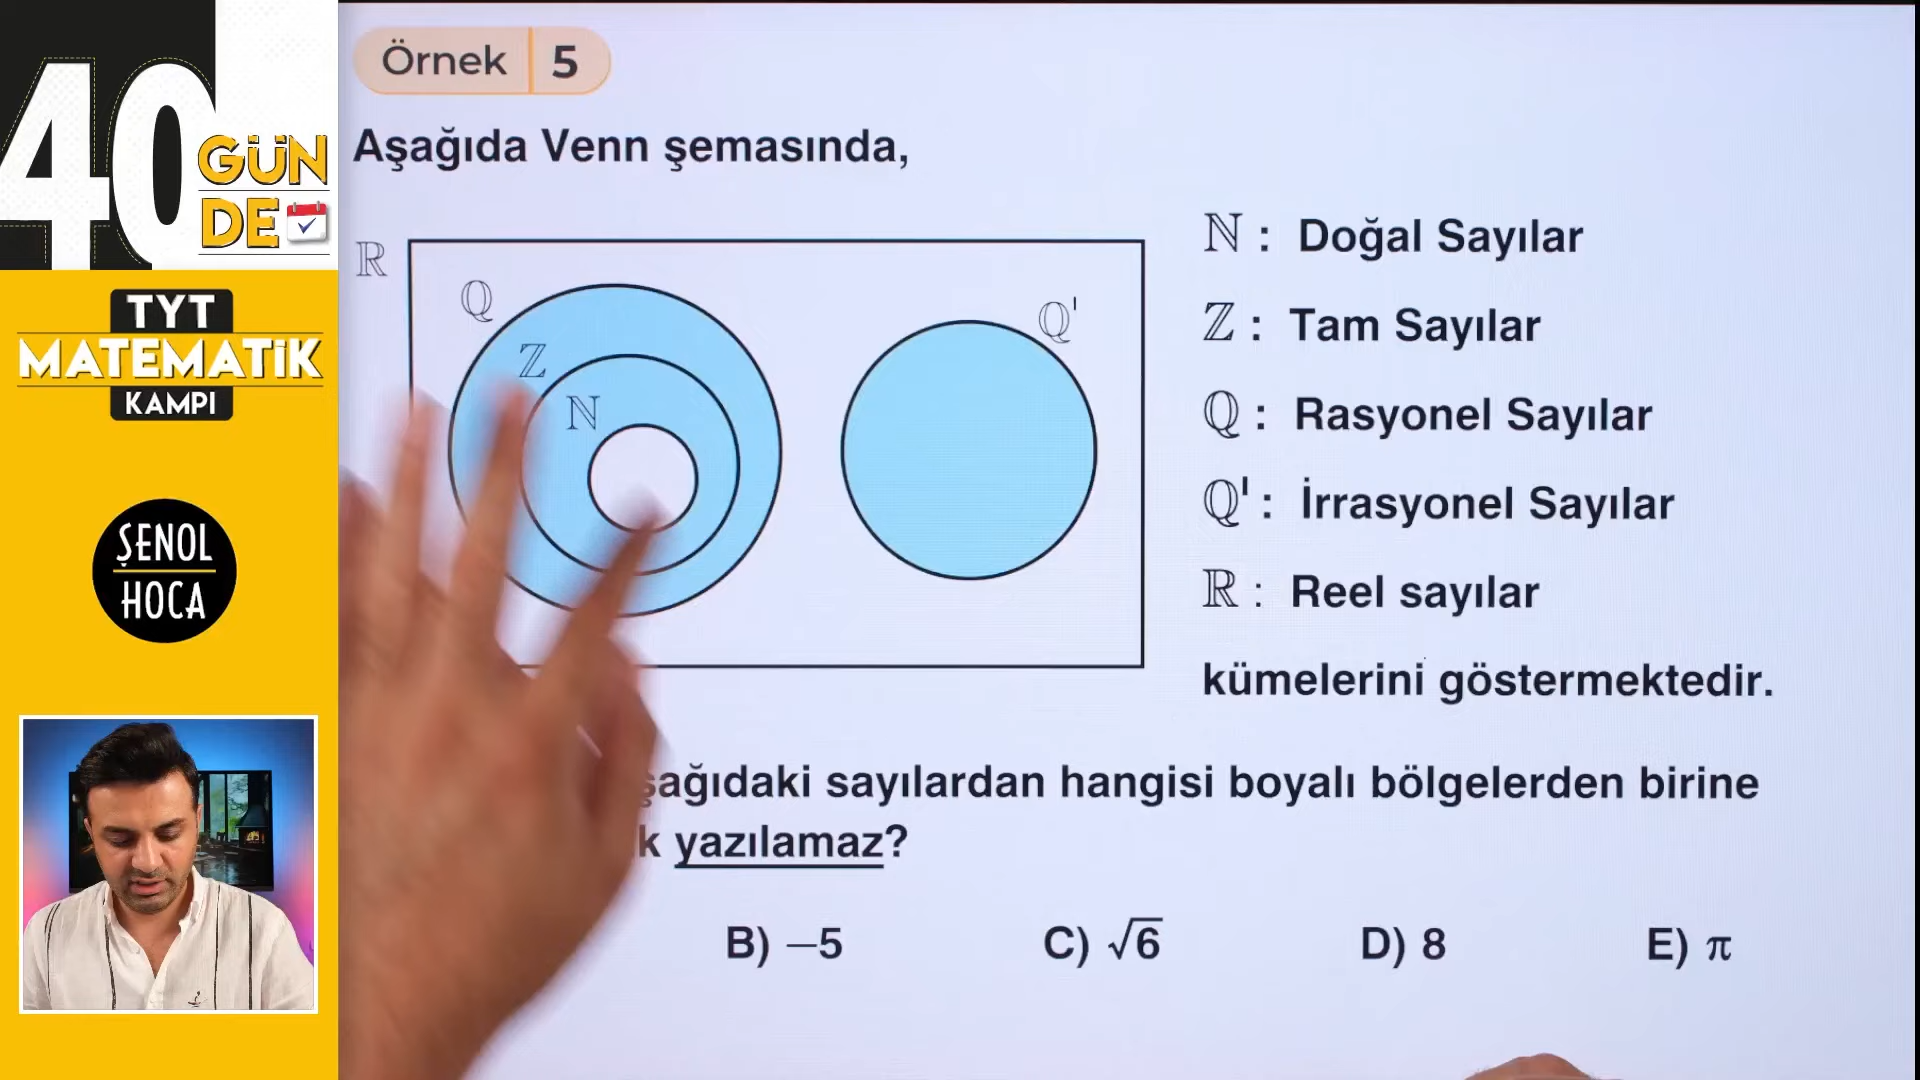 40
GÜN
DE
TYT
MATEMATİK
KAMPI
ŞENOL
HOCA
Örnek 5
Aşağıda Venn şemasında,
ℝ
ℚ
ℤ
ℕ
ℚ'
ℕ : Doğal Sayılar
ℤ : Tam Sayılar
ℚ : Rasyonel Sayılar
ℚ' : İrrasyonel Sayılar
ℝ : Reel sayılar
kümelerini göstermektedir.
şağıdaki sayılardan hangisi boyalı bölgelerden birine
k yazılamaz?
B) −5 C) √6 D) 8 E) π